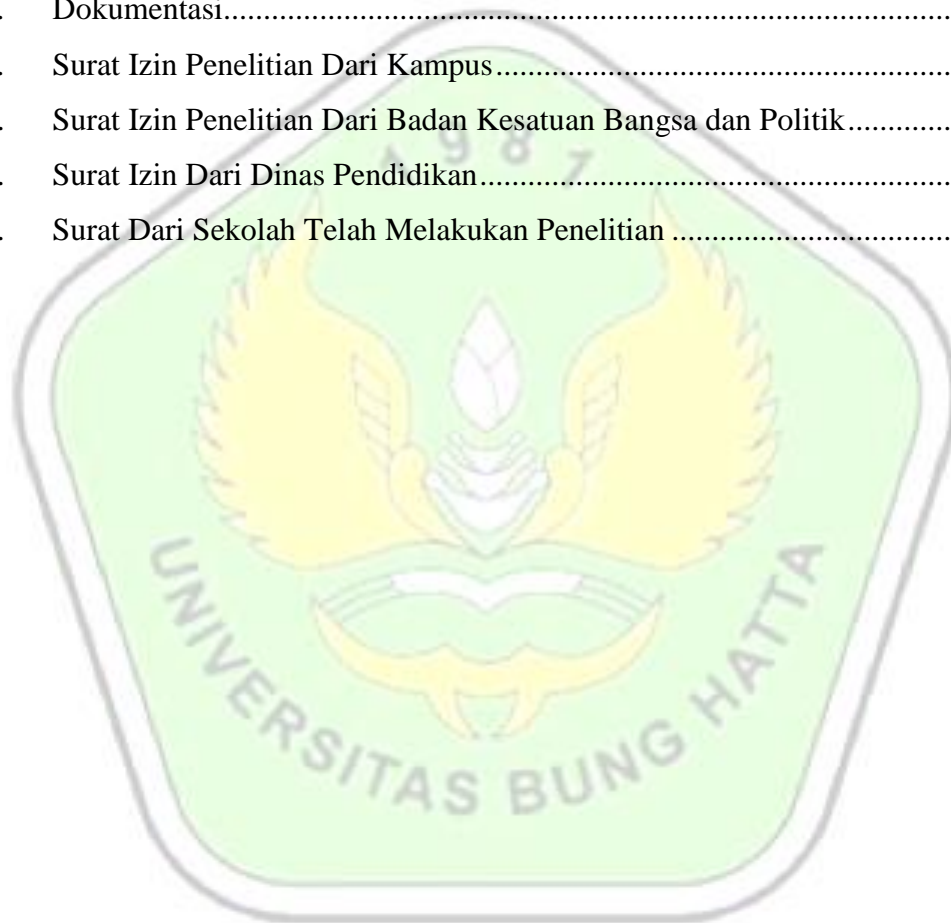 . Dokumentasi..........................................................................................
. Surat Izin Penelitian Dari Kampus.........................................................
. Surat Izin Penelitian Dari Badan Kesatuan Bangsa dan Politik.............
. Surat Izin Dari Dinas Pendidikan...........................................................
. Surat Dari Sekolah Telah Melakukan Penelitian ...................................
1981
UNIVERSITAS BUNG HATTA